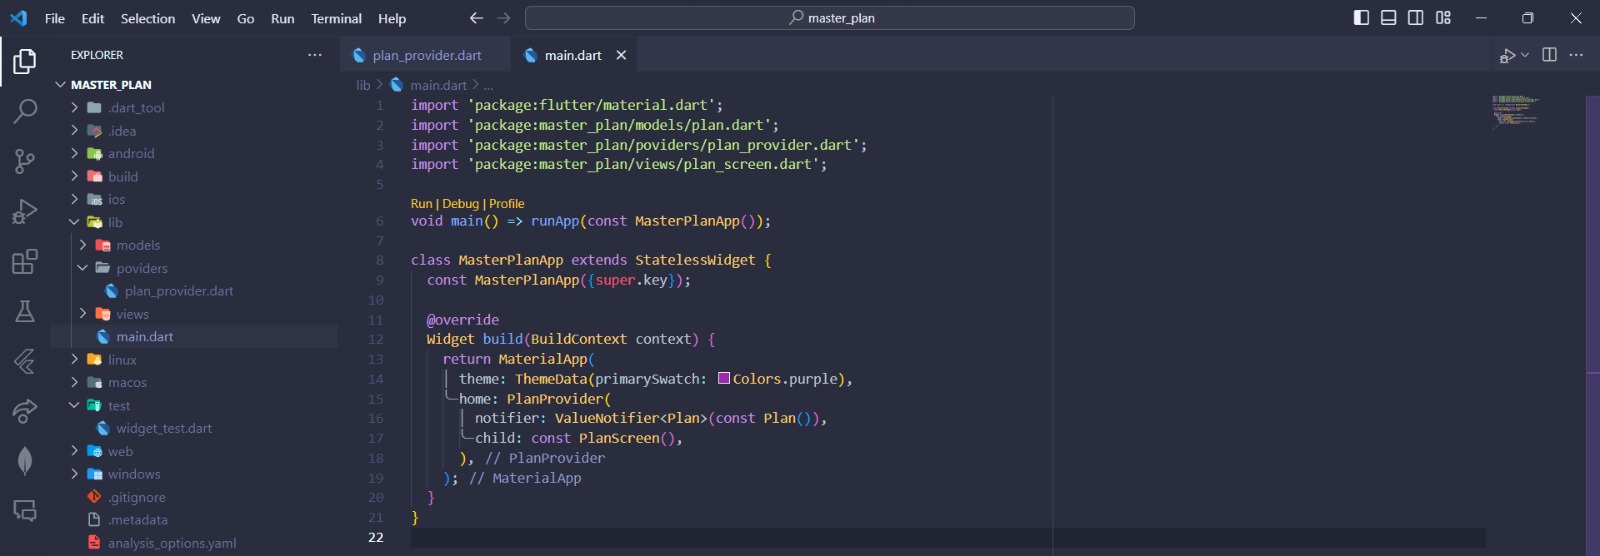 File Edit Selection View Go Run Terminal Help
master_plan
EXPLORER
MASTER_PLAN
.dart_tool
.idea
android
build
ios
lib
models
poviders
plan_provider.dart
views
main.dart
linux
macos
test
widget_test.dart
web
windows
.gitignore
.metadata
analysis_options.yaml
plan_provider.dart main.dart
lib > main.dart > ...
1 import 'package:flutter/material.dart';
2 import 'package:master_plan/models/plan.dart';
3 import 'package:master_plan/poviders/plan_provider.dart';
4 import 'package:master_plan/views/plan_screen.dart';
5
Run | Debug | Profile
6 void main() => runApp(const MasterPlanApp());
7
8 class MasterPlanApp extends StatelessWidget {
9 const MasterPlanApp({super.key});
10
11 @override
12 Widget build(BuildContext context) {
13 return MaterialApp(
14 theme: ThemeData(primarySwatch: Colors.purple),
15 home: PlanProvider(
16 notifier: ValueNotifier<Plan>(const Plan()),
17 child: const PlanScreen(),
18 ), // PlanProvider
19 ); // MaterialApp
20 }
21 }
22